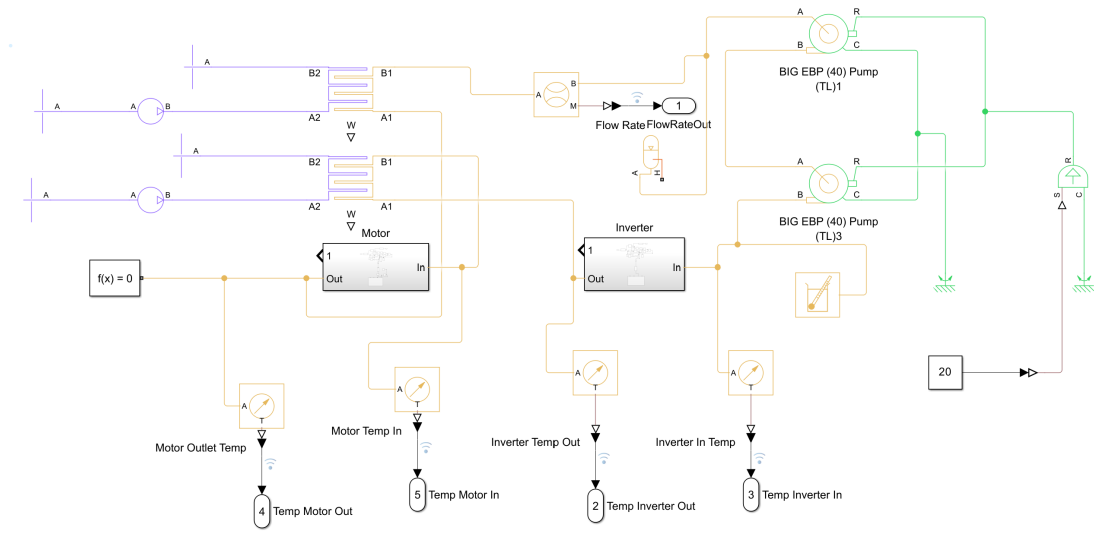 A
R
B
C
BIG EBP (40) Pump
(TL)1
A
B2
B1
A
B
M
1
Flow Rate
FlowRateOut
A
A
B
A2
A1
W
A
H
A
B2
B1
A
A
B
A2
A1
W
A
R
B
C
BIG EBP (40) Pump
(TL)3
R
S
C
Motor
1
Out
In
Inverter
1
Out
In
f(x) = 0
20
A
T
Motor Outlet Temp
4
Temp Motor Out
A
T
Motor Temp In
5
Temp Motor In
A
T
Inverter Temp Out
2
Temp Inverter Out
A
T
Inverter In Temp
3
Temp Inverter In